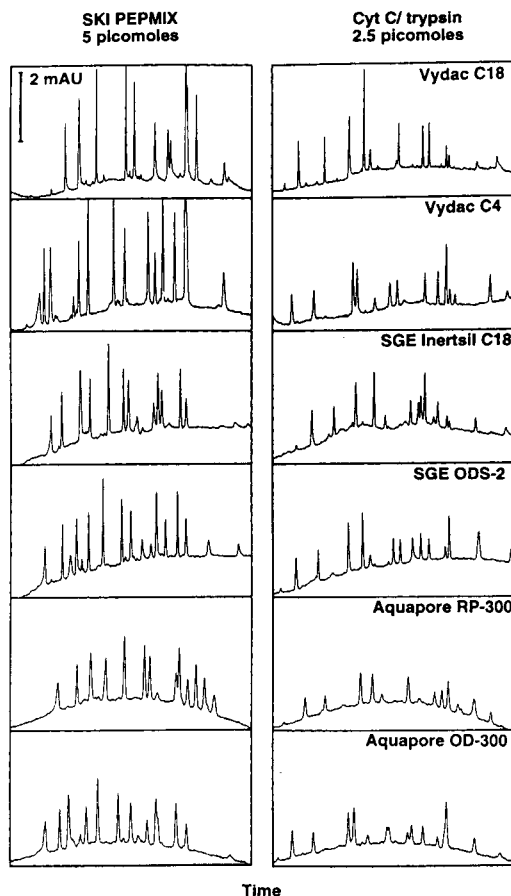 SKI PEPMIX
5 picomoles
Cyt C/ trypsin
2.5 picomoles
2 mAU
Vydac C18
Vydac C4
SGE Inertsil C18
SGE ODS-2
Aquapore RP-300
Aquapore OD-300
Time